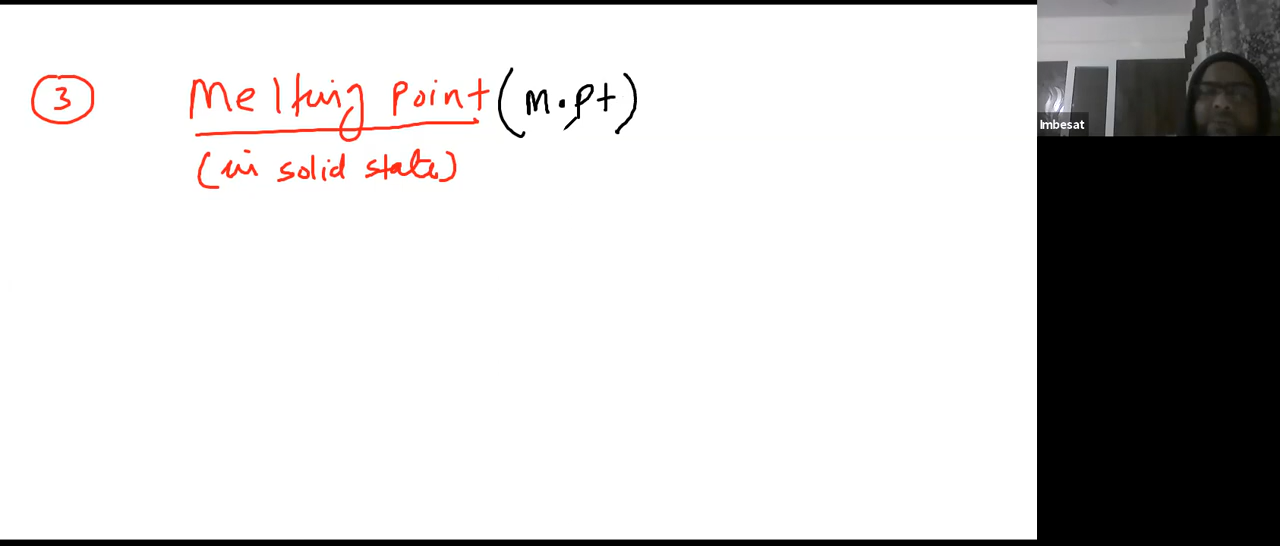 3 Melting Point (m.pt)
(in solid state)
Imbesat